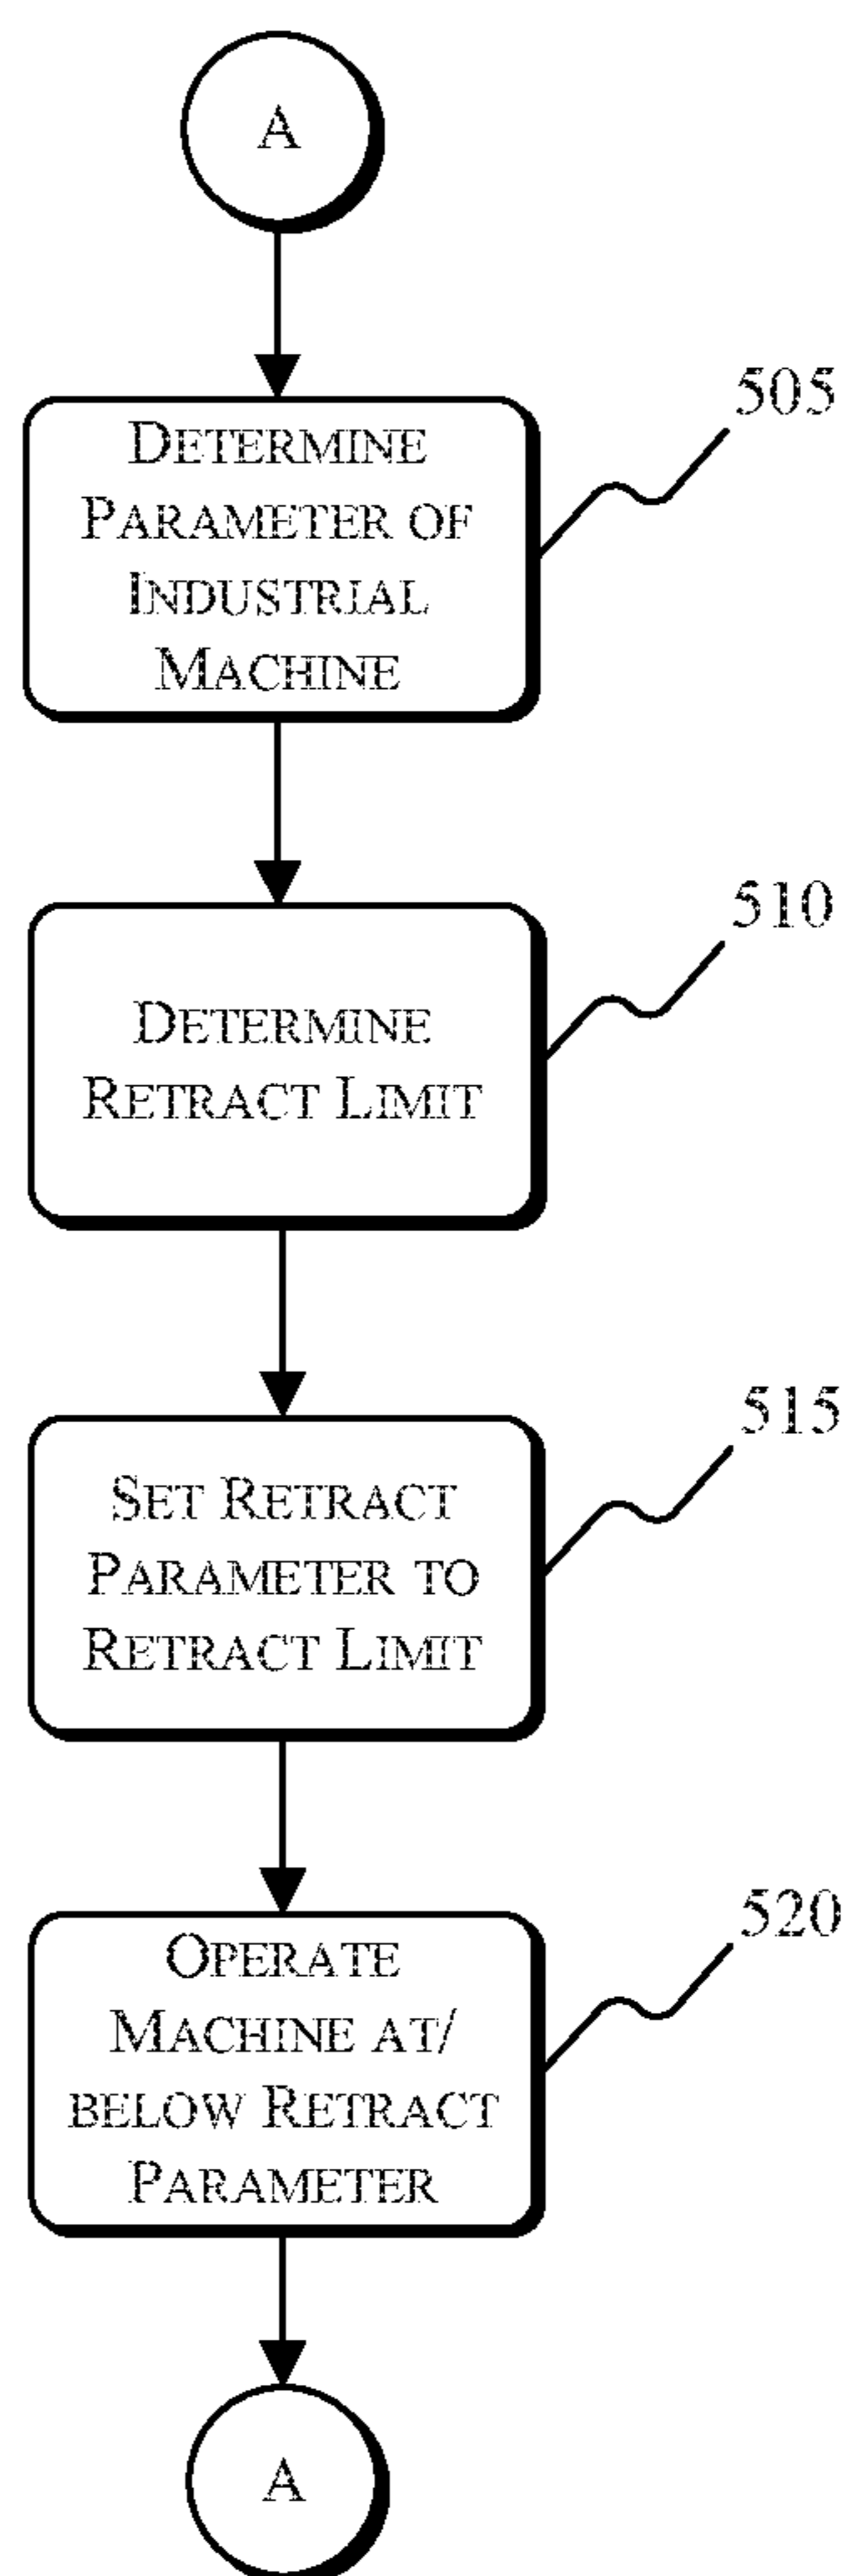 A
505
DETERMINE
PARAMETER OF
INDUSTRIAL
MACHINE
510
DETERMINE
RETRACT LIMIT
515
SET RETRACT
PARAMETER TO
RETRACT LIMIT
520
OPERATE
MACHINE AT/
BELOW RETRACT
PARAMETER
A